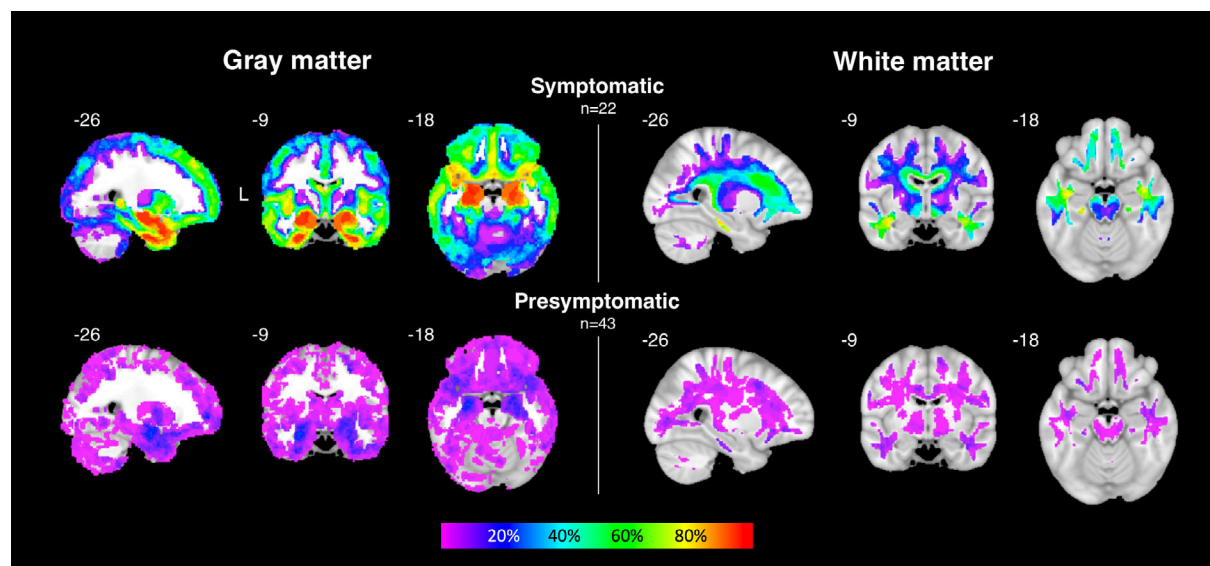 Gray matter
White matter
Symptomatic
n=22
-26
-9
-18
-26
-9
-18
L
Presymptomatic
n=43
-26
-9
-18
-26
-9
-18
20%
40%
60%
80%